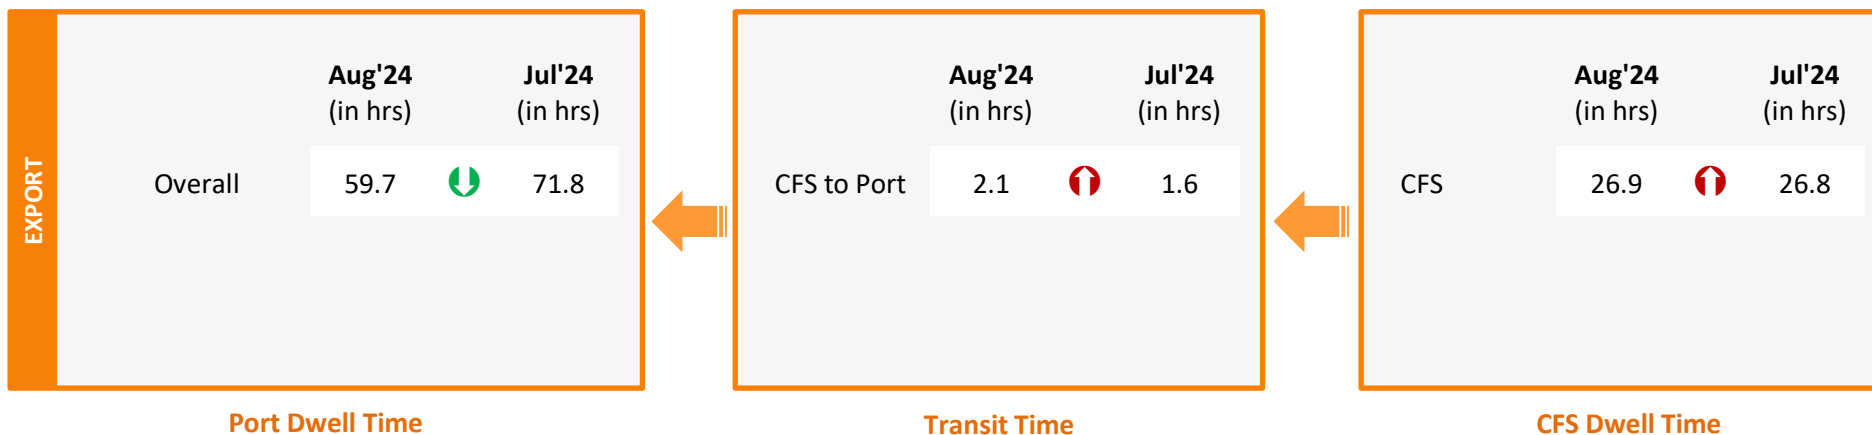 EXPORT
Aug'24 Jul'24
(in hrs) (in hrs)
Overall 59.7 71.8
Port Dwell Time
Aug'24 Jul'24
(in hrs) (in hrs)
CFS to Port 2.1 1.6
Transit Time
Aug'24 Jul'24
(in hrs) (in hrs)
CFS 26.9 26.8
CFS Dwell Time